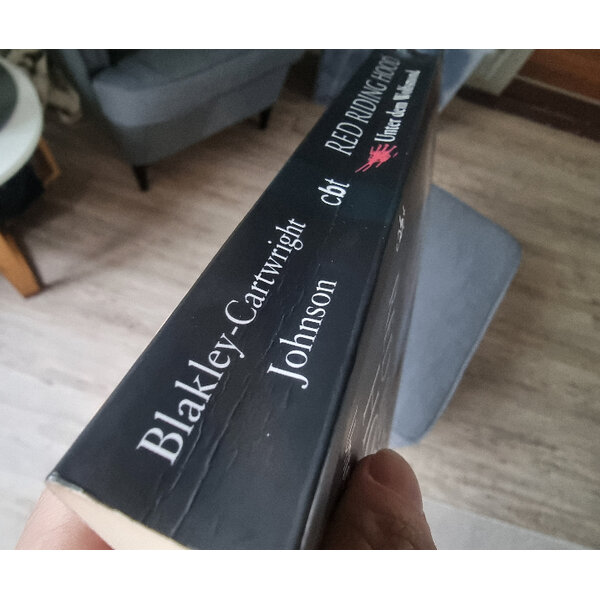 Blakley-Cartwright
Johnson
cbt
RED RIDING HOOD
Unter dem Wolfsmond